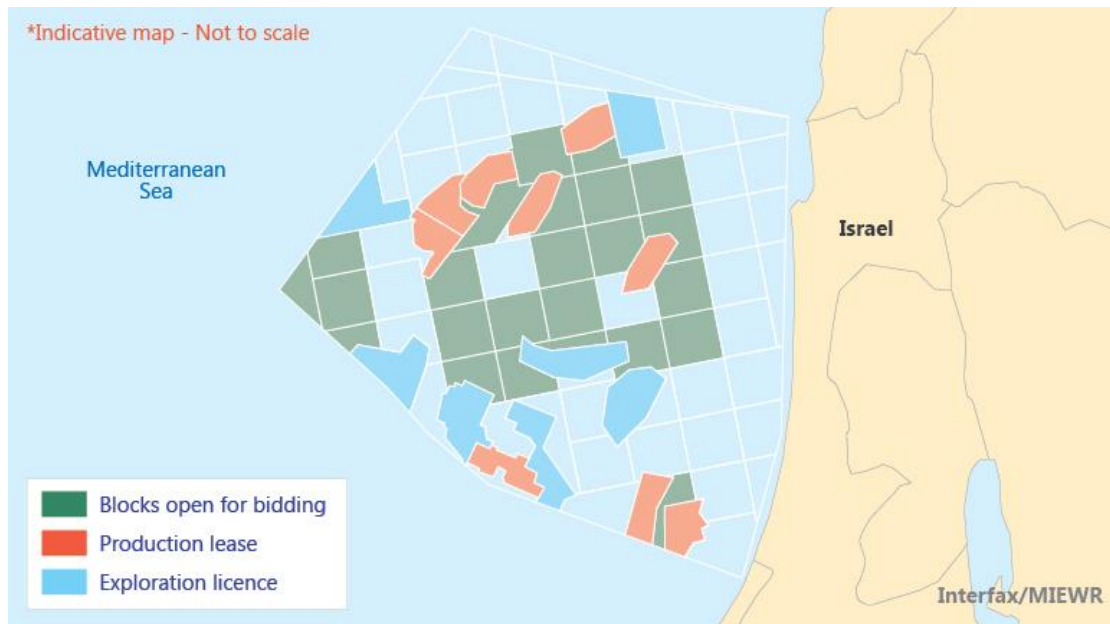 *Indicative map - Not to scale
Mediterranean
Sea
Israel
Blocks open for bidding
Production lease
Exploration licence
Interfax/MIEWR